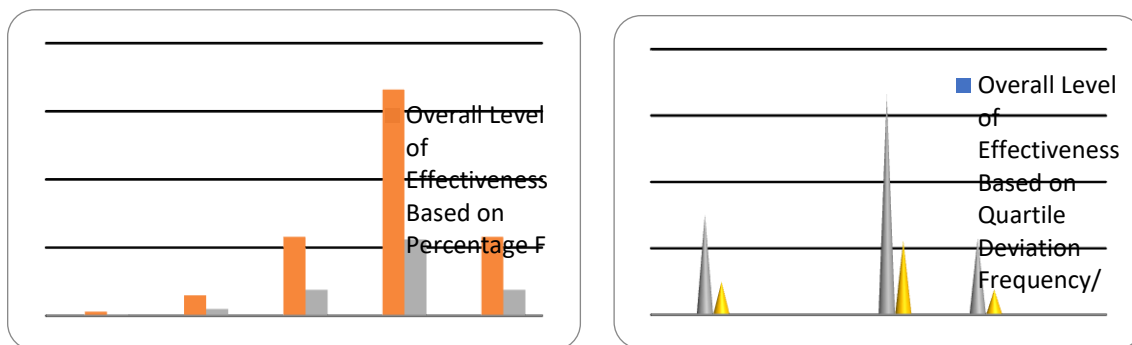 Overall Level
of
Effectiveness
Based on
Percentage F
Overall Level
of
Effectiveness
Based on
Quartile
Deviation
Frequency/